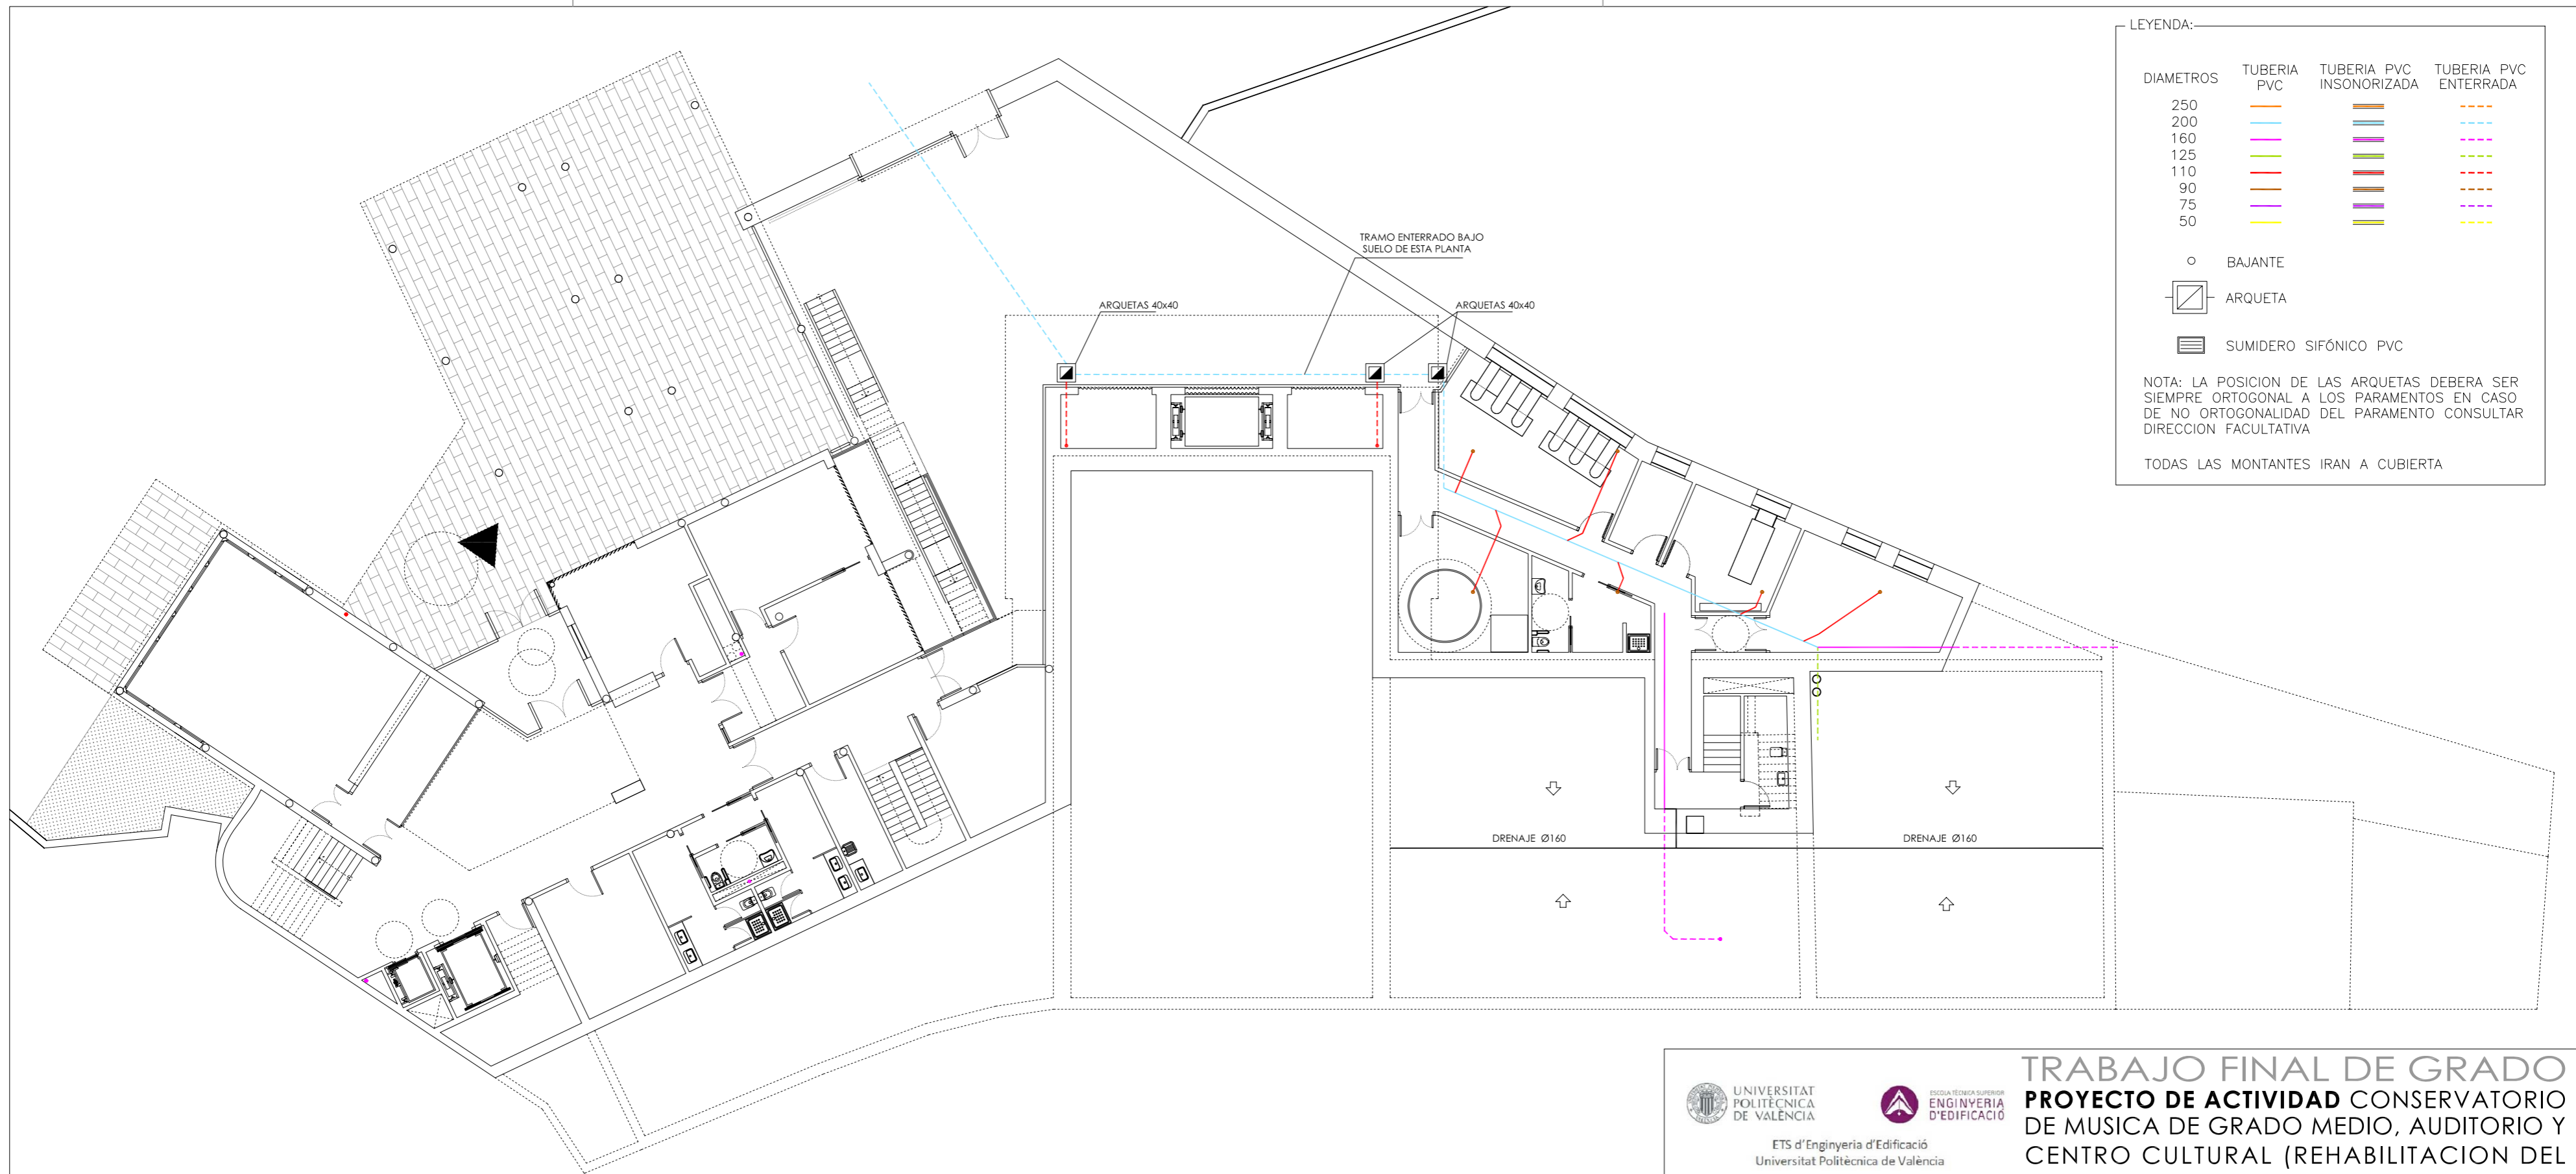 LEYENDA:
DIAMETROS
TUBERIA PVC
TUBERIA PVC INSONORIZADA
TUBERIA PVC ENTERRADA
250
200
160
125
110
90
75
50
BAJANTE
ARQUETA
SUMIDERO SIFÓNICO PVC
NOTA: LA POSICION DE LAS ARQUETAS DEBERA SER
SIEMPRE ORTOGONAL A LOS PARAMENTOS EN CASO
DE NO ORTOGONALIDAD DEL PARAMENTO CONSULTAR
DIRECCION FACULTATIVA
TODAS LAS MONTANTES IRAN A CUBIERTA
TRAMO ENTERRADO BAJO
SUELO DE ESTA PLANTA
ARQUETAS 40x40
ARQUETAS 40x40
DRENAJE Ø160
DRENAJE Ø160
UNIVERSITAT
POLITÈCNICA
DE VALÈNCIA
ESCOLA TÈCNICA SUPERIOR
ENGINYERIA
D'EDIFICACIÓ
ETS d'Enginyeria d'Edificació
Universitat Politècnica de València
TRABAJO FINAL DE GRADO
PROYECTO DE ACTIVIDAD CONSERVATORIO
DE MUSICA DE GRADO MEDIO, AUDITORIO Y
CENTRO CULTURAL (REHABILITACION DEL